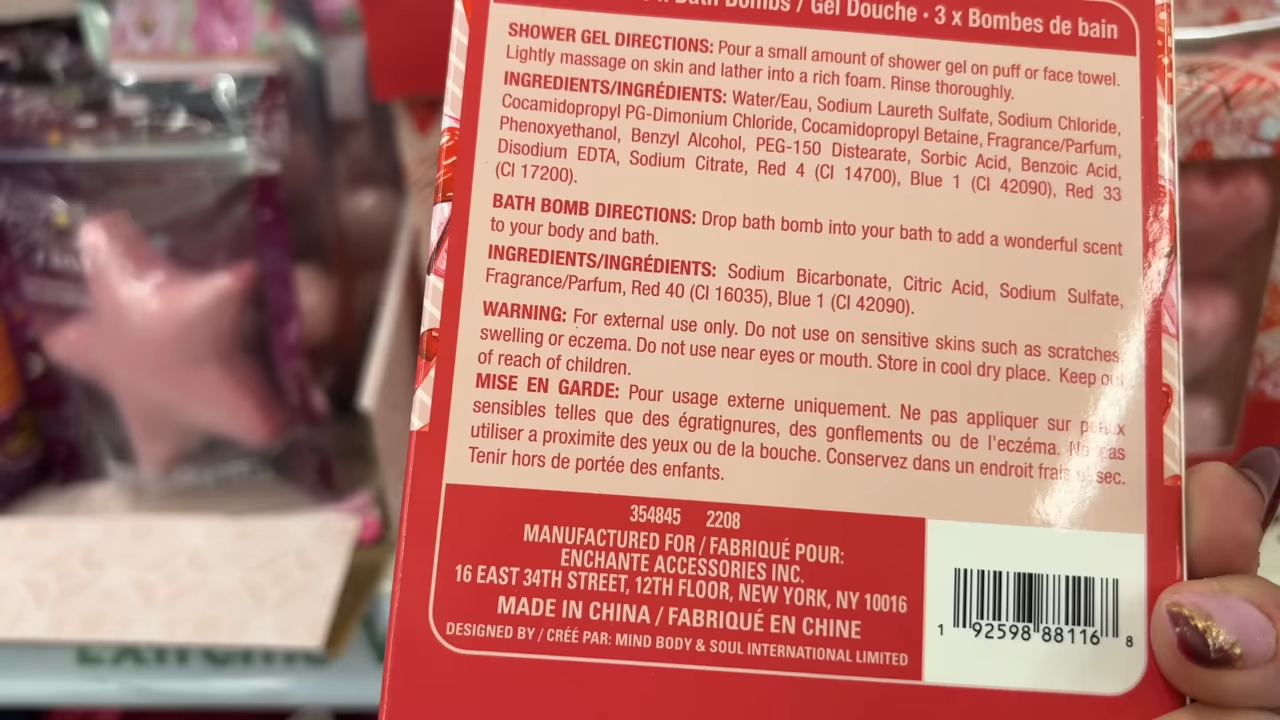 Bath Bombs / Gel Douche • 3 x Bombes de bain
SHOWER GEL DIRECTIONS: Pour a small amount of shower gel on puff or face towel.
Lightly massage on skin and lather into a rich foam. Rinse thoroughly.
INGREDIENTS/INGRÉDIENTS: Water/Eau, Sodium Laureth Sulfate, Sodium Chloride,
Cocamidopropyl PG-Dimonium Chloride, Cocamidopropyl Betaine, Fragrance/Parfum,
Phenoxyethanol, Benzyl Alcohol, PEG-150 Distearate, Sorbic Acid, Benzoic Acid,
Disodium EDTA, Sodium Citrate, Red 4 (CI 14700), Blue 1 (CI 42090), Red 33
(CI 17200).
BATH BOMB DIRECTIONS: Drop bath bomb into your bath to add a wonderful scent
to your body and bath.
INGREDIENTS/INGRÉDIENTS: Sodium Bicarbonate, Citric Acid, Sodium Sulfate,
Fragrance/Parfum, Red 40 (CI 16035), Blue 1 (CI 42090).
WARNING: For external use only. Do not use on sensitive skins such as scratches,
swelling or eczema. Do not use near eyes or mouth. Store in cool dry place. Keep out
of reach of children.
MISE EN GARDE: Pour usage externe uniquement. Ne pas appliquer sur peaux
sensibles telles que des égratignures, des gonflements ou de l'eczéma. Ne pas
utiliser a proximite des yeux ou de la bouche. Conservez dans un endroit frais et sec.
Tenir hors de portée des enfants.
354845 2208
MANUFACTURED FOR / FABRIQUÉ POUR:
ENCHANTE ACCESSORIES INC.
16 EAST 34TH STREET, 12TH FLOOR, NEW YORK, NY 10016
MADE IN CHINA / FABRIQUÉ EN CHINE
DESIGNED BY / CRÉÉ PAR: MIND BODY & SOUL INTERNATIONAL LIMITED
1 92598 88116 8